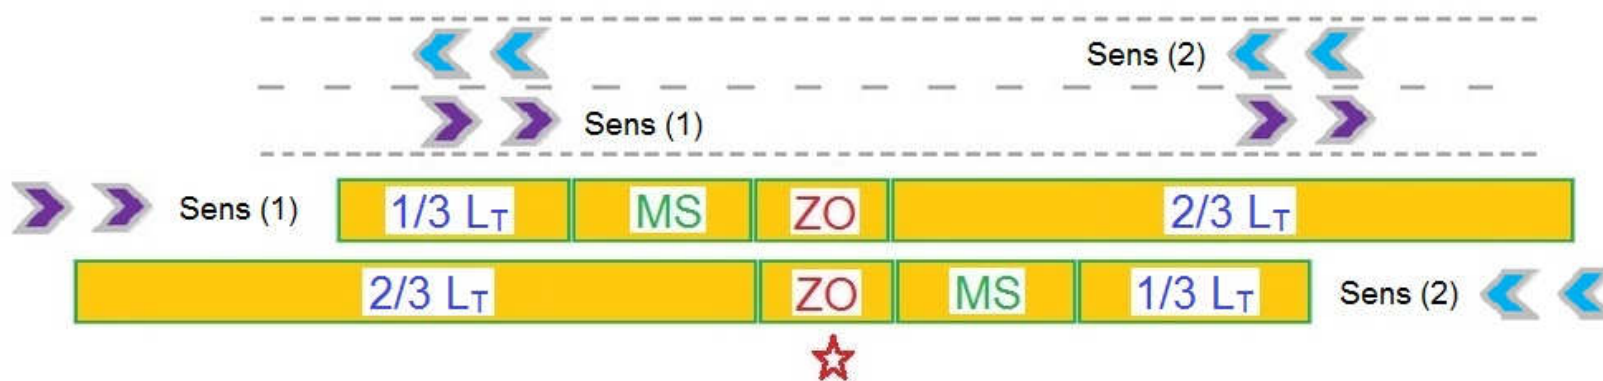 Sens (2)
Sens (1)
Sens (1) 1/3 LT MS ZO 2/3 LT
2/3 LT ZO MS 1/3 LT Sens (2)